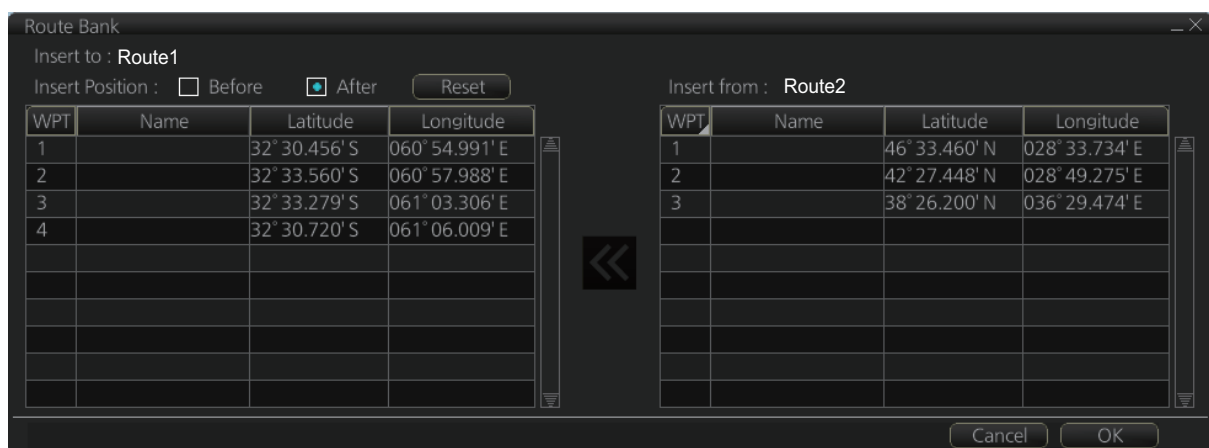 Route Bank
Insert to : Route1
Insert Position : Before After Reset
WPT Name Latitude Longitude
1 32°30.456' S 060°54.991' E
2 32°33.560' S 060°57.988' E
3 32°33.279' S 061°03.306' E
4 32°30.720' S 061°06.009' E
Insert from : Route2
WPT Name Latitude Longitude
1 46°33.460' N 028°33.734' E
2 42°27.448' N 028°49.275' E
3 38°26.200' N 036°29.474' E
Cancel OK